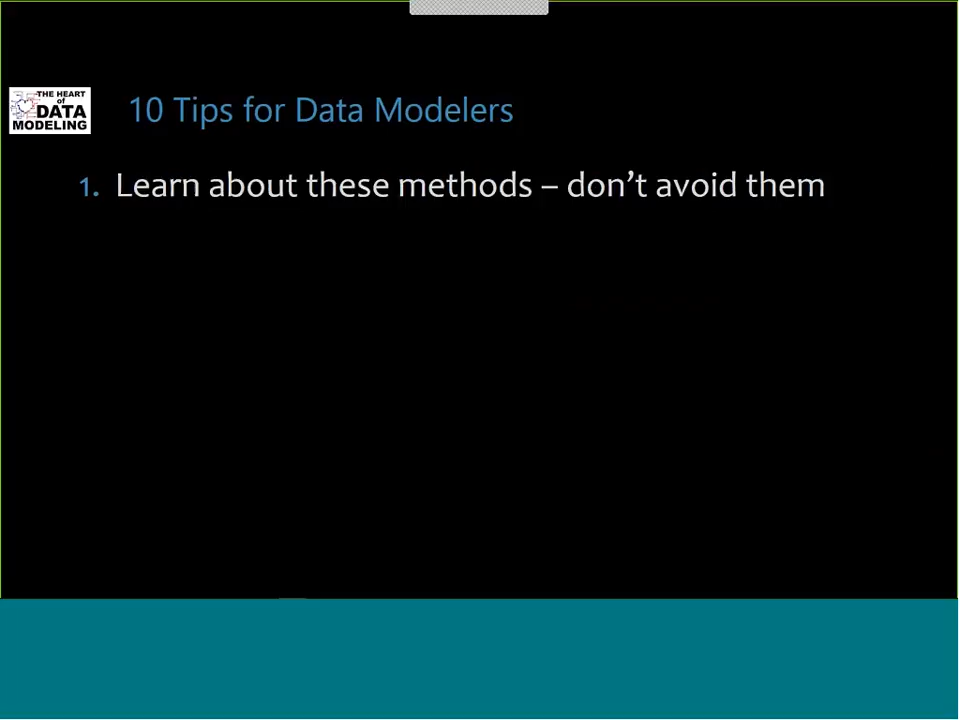 THE HEART
of
DATA
MODELING
10 Tips for Data Modelers
1. Learn about these methods – don’t avoid them